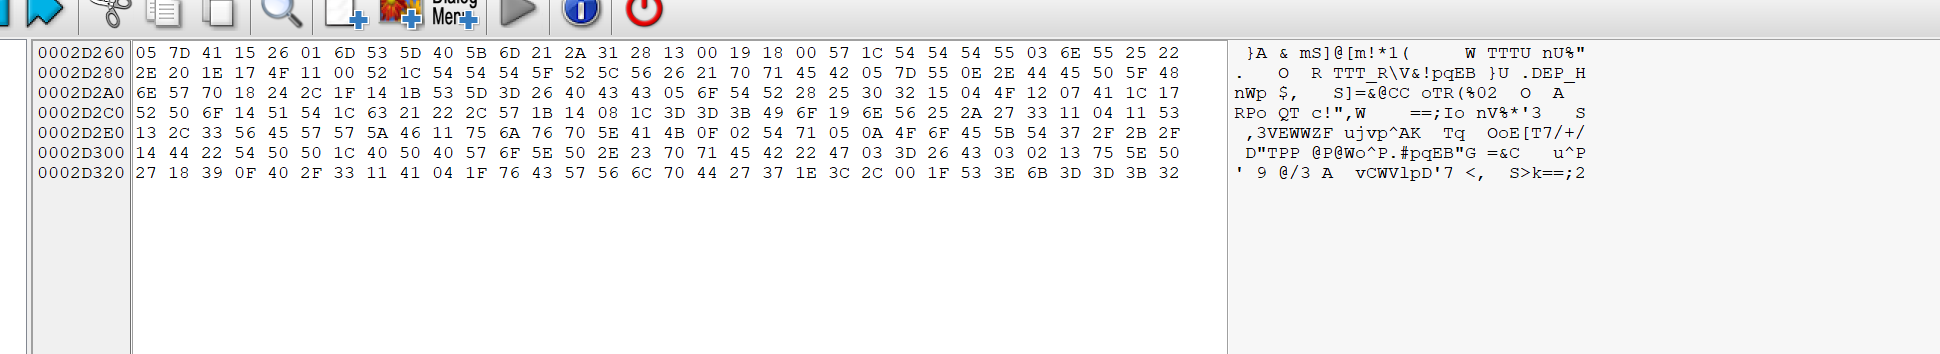 Dialog
Menu
0002D260 05 7D 41 15 26 01 6D 53 5D 40 5B 6D 21 2A 31 28 13 00 19 18 00 57 1C 54 54 54 55 03 6E 55 25 22 }A & mS]@[m!*1( W TTTU nU%"
0002D280 2E 20 1E 17 4F 11 00 52 1C 54 54 54 5F 52 5C 56 26 21 70 71 45 42 05 7D 55 0E 2E 44 45 50 5F 48 . O R TTT_R\V&!pqEB }U .DEP_H
0002D2A0 6E 57 70 18 24 2C 1F 14 1B 53 5D 3D 26 40 43 43 05 6F 54 52 28 25 30 32 15 04 4F 12 07 41 1C 17 nWp $, S]=&@CC oTR(%02 O A
0002D2C0 52 50 6F 14 51 54 1C 63 21 22 2C 57 1B 14 08 1C 3D 3D 3D 3B 49 6F 19 6E 56 25 2A 27 33 11 04 11 53 RPo QT c!",W ==;Io nV%*'3 S
0002D2E0 13 2C 33 56 45 57 57 5A 46 11 75 6A 76 70 5E 41 4B 0F 02 54 71 05 0A 4F 6F 45 5B 54 37 2F 2B 2F ,3VEWWZF ujvp^AK Tq OoE[T7/+/
0002D300 14 44 22 54 50 50 1C 40 50 40 57 6F 5E 50 2E 23 70 71 45 42 22 47 03 3D 26 43 03 02 13 75 5E 50 D"TPP @P@Wo^P.#pqEB"G =&C u^P
0002D320 27 18 39 0F 40 2F 33 11 41 04 1F 76 43 57 56 6C 70 44 27 37 1E 3C 2C 00 1F 53 3E 6B 3D 3D 3B 32 ' 9 @/3 A vCWVlpD'7 <, S>k==;2